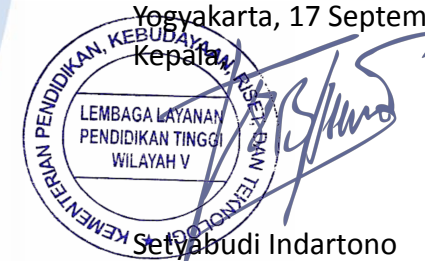 Yogyakarta, 17 Septem
Kepala,
KEMENTERIAN PENDIDIKAN, KEBUDAYAAN, RISET, DAN TEKNOLOGI
LEMBAGA LAYANAN
PENDIDIKAN TINGGI
WILAYAH V
Setyabudi Indartono